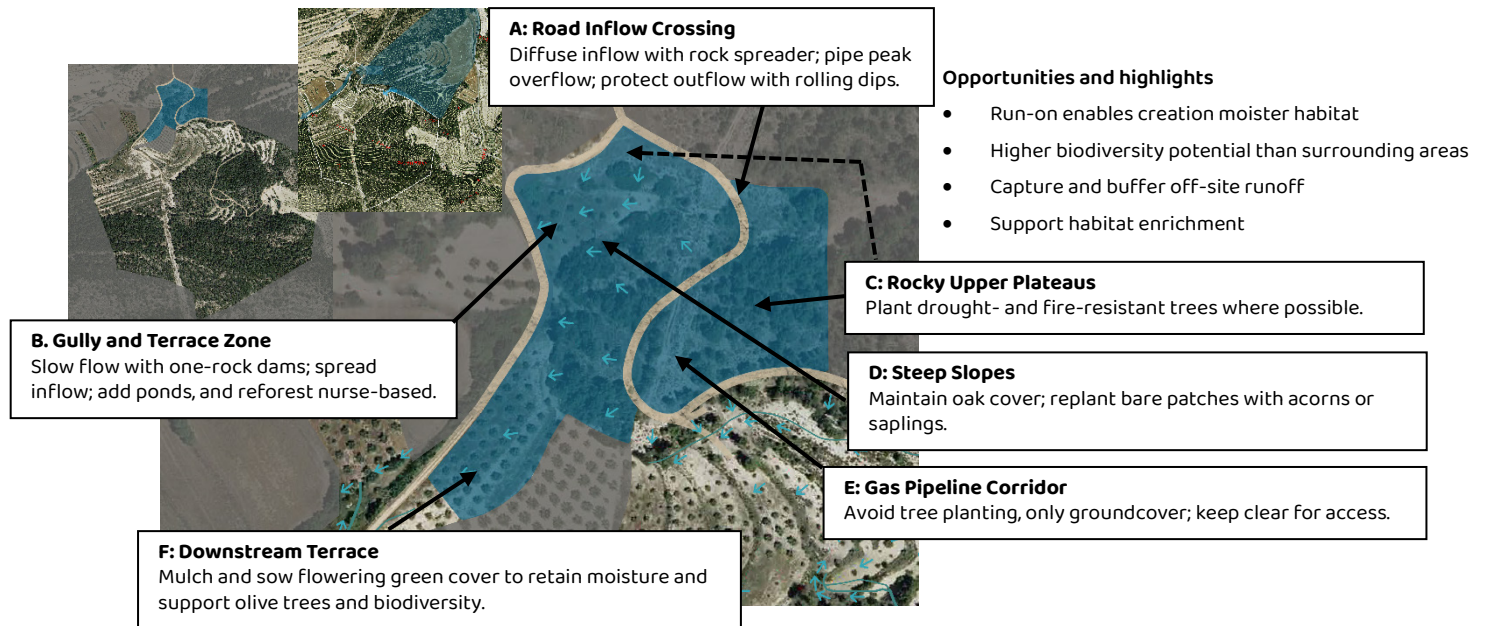 A: Road Inflow Crossing
Diffuse inflow with rock spreader; pipe peak
overflow; protect outflow with rolling dips.
Opportunities and highlights
• Run-on enables creation moister habitat
• Higher biodiversity potential than surrounding areas
• Capture and buffer off-site runoff
• Support habitat enrichment
C: Rocky Upper Plateaus
Plant drought- and fire-resistant trees where possible.
B. Gully and Terrace Zone
Slow flow with one-rock dams; spread
inflow; add ponds, and reforest nurse-based.
D: Steep Slopes
Maintain oak cover; replant bare patches with acorns or
saplings.
E: Gas Pipeline Corridor
Avoid tree planting, only groundcover; keep clear for access.
F: Downstream Terrace
Mulch and sow flowering green cover to retain moisture and
support olive trees and biodiversity.